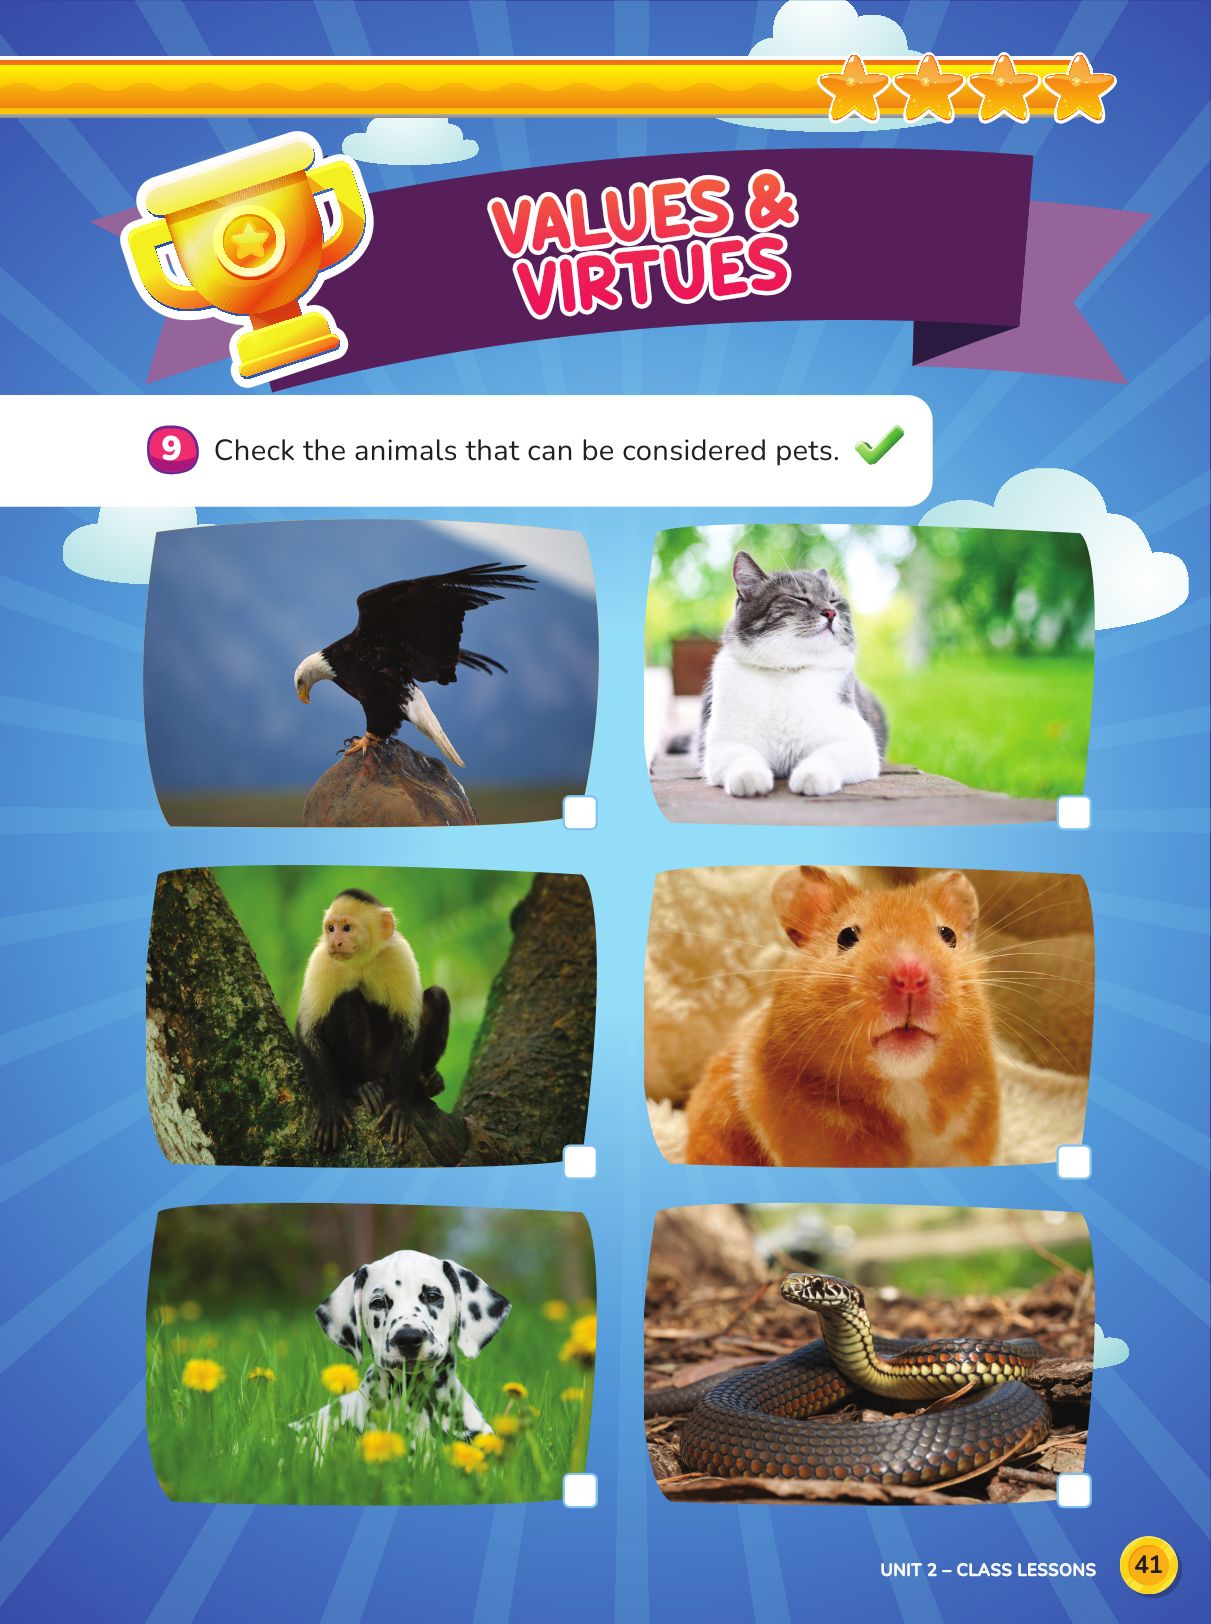 VALUES &
VIRTUES
9 Check the animals that can be considered pets.
UNIT 2 – CLASS LESSONS 41